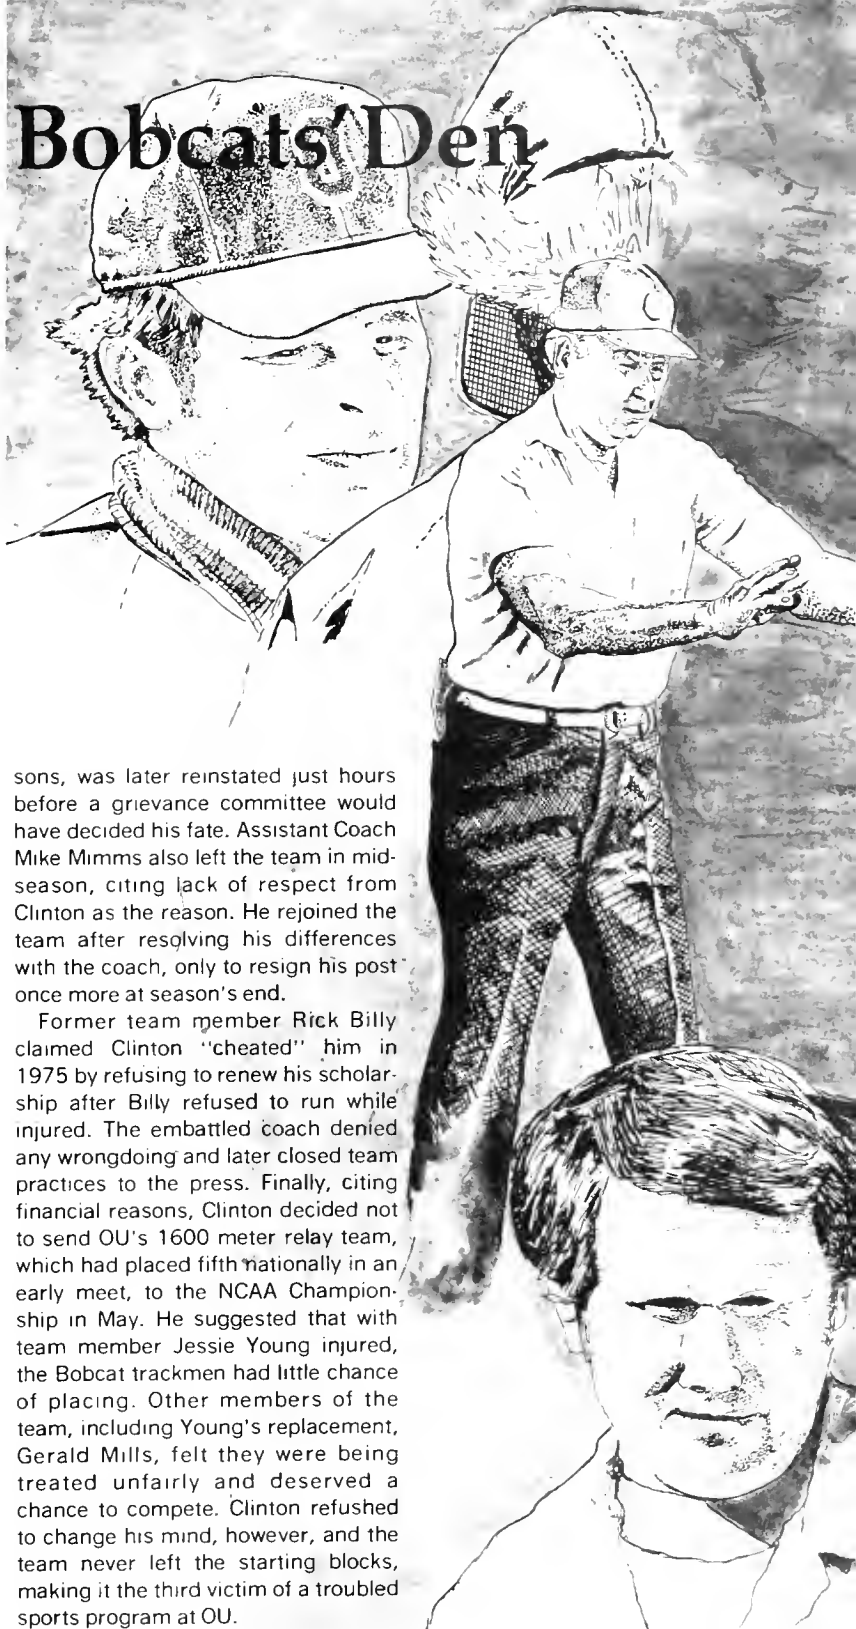 Bobcats' Den
sons, was later reinstated just hours
before a grievance committee would
have decided his fate. Assistant Coach
Mike Mimms also left the team in mid-
season, citing lack of respect from
Clinton as the reason. He rejoined the
team after resolving his differences
with the coach, only to resign his post
once more at season's end.
Former team member Rick Billy
claimed Clinton "cheated" him in
1975 by refusing to renew his scholar-
ship after Billy refused to run while
injured. The embattled coach denied
any wrongdoing and later closed team
practices to the press. Finally, citing
financial reasons, Clinton decided not
to send OU's 1600 meter relay team,
which had placed fifth nationally in an
early meet, to the NCAA Champion-
ship in May. He suggested that with
team member Jessie Young injured,
the Bobcat trackmen had little chance
of placing. Other members of the
team, including Young's replacement,
Gerald Mills, felt they were being
treated unfairly and deserved a
chance to compete. Clinton refushed
to change his mind, however, and the
team never left the starting blocks,
making it the third victim of a troubled
sports program at OU.